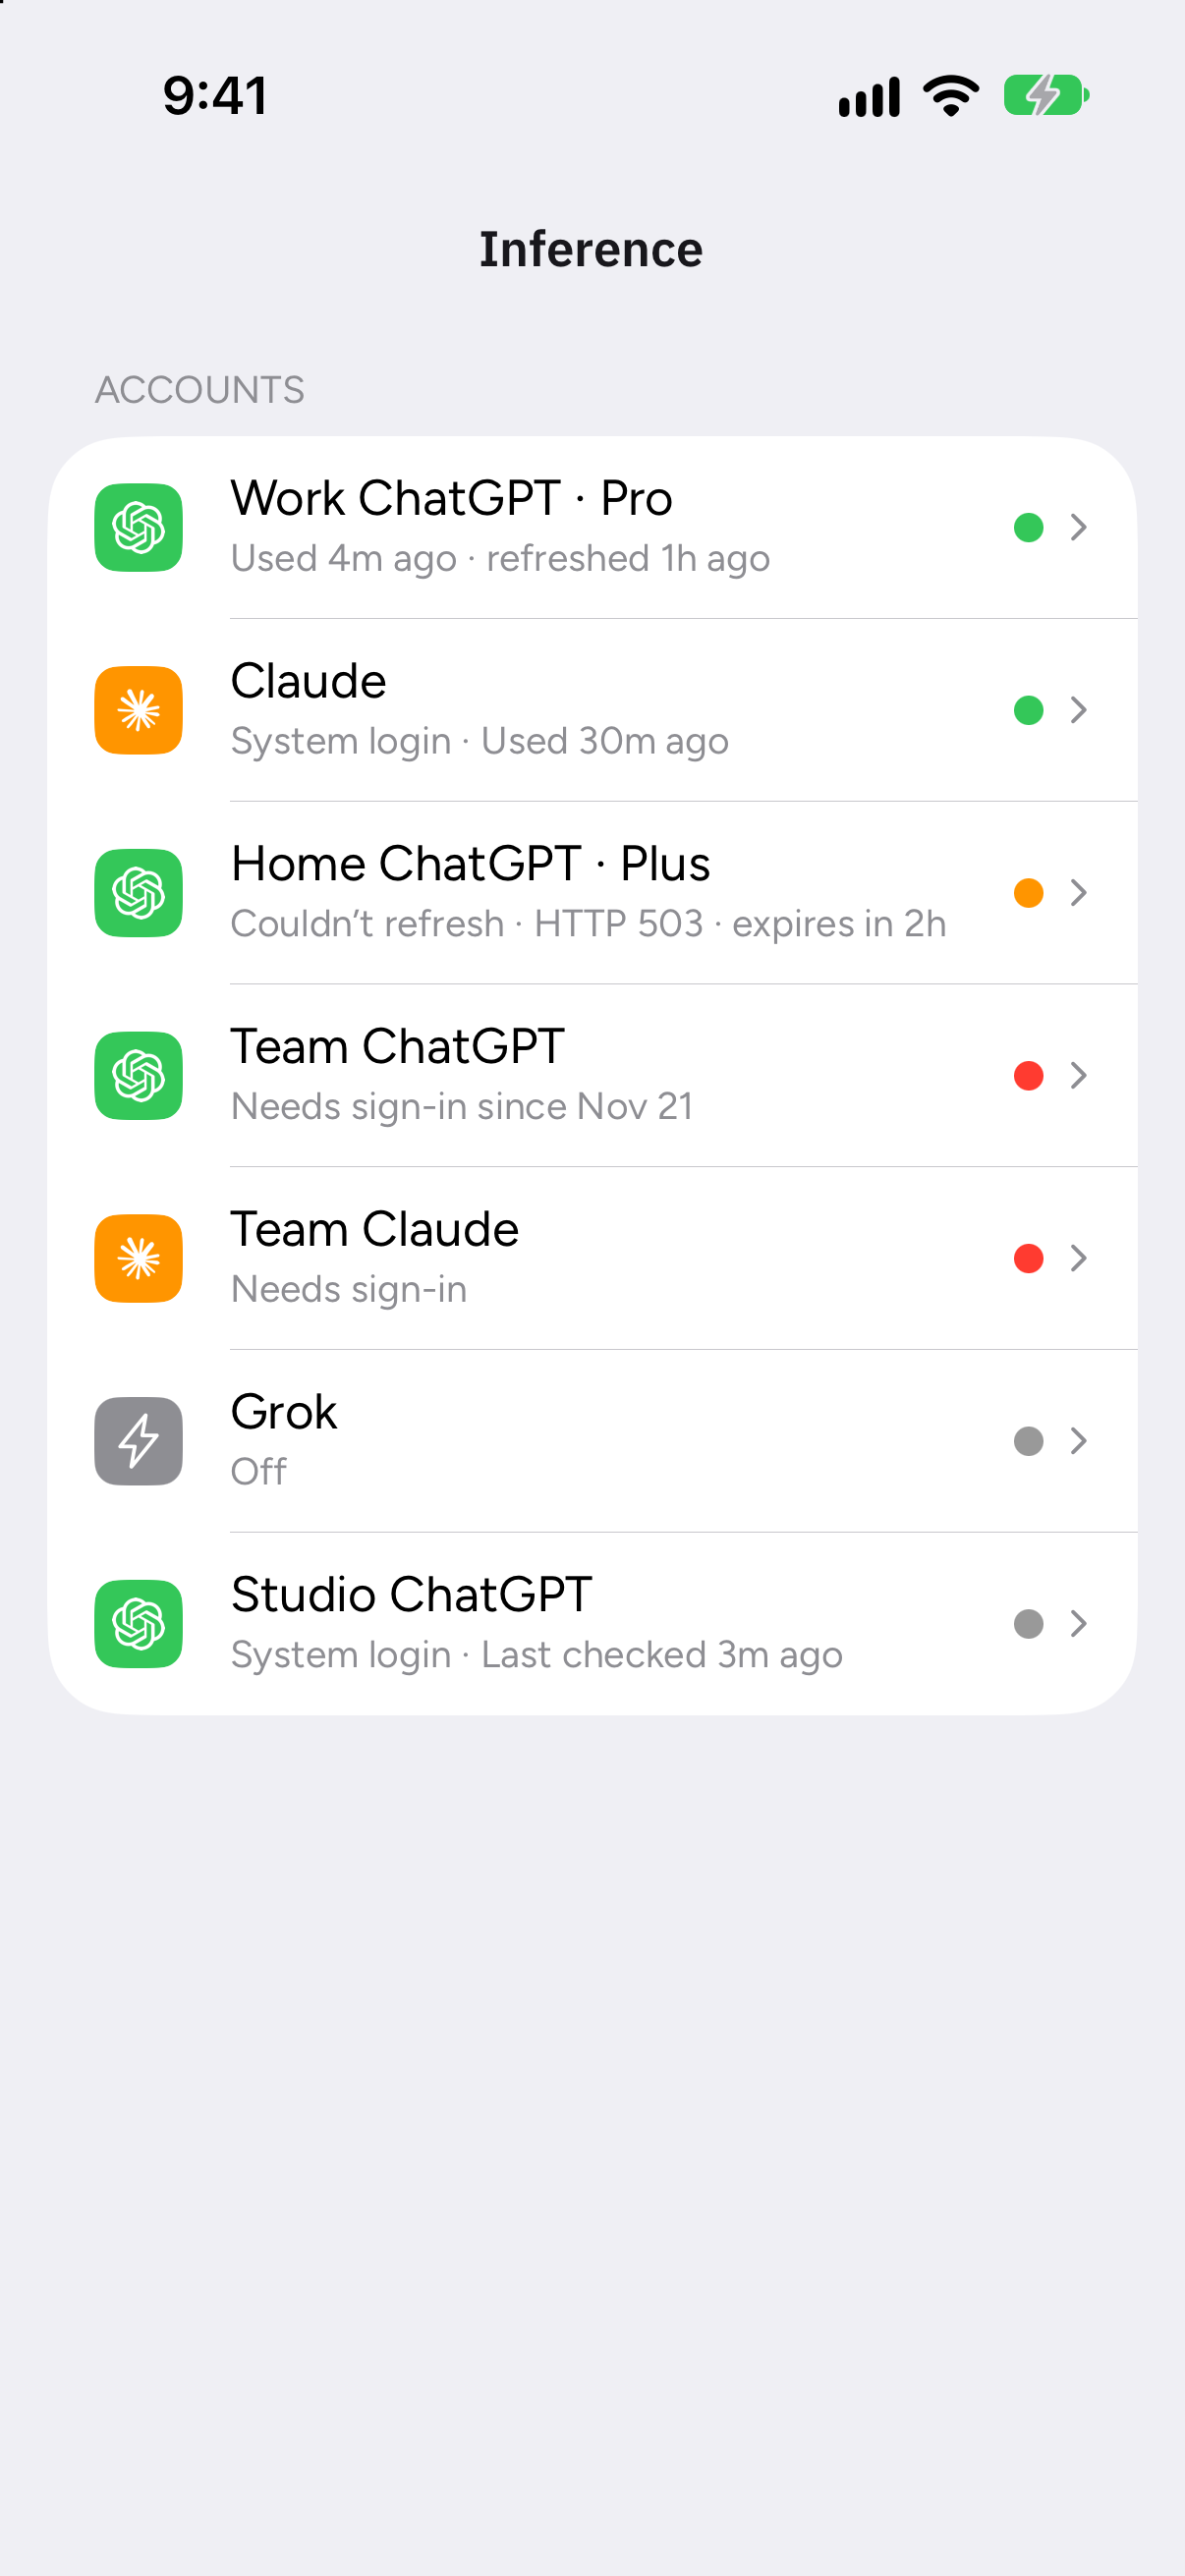 9:41
Inference
ACCOUNTS
Work ChatGPT · Pro
Used 4m ago · refreshed 1h ago
Claude
System login · Used 30m ago
Home ChatGPT · Plus
Couldn’t refresh · HTTP 503 · expires in 2h
Team ChatGPT
Needs sign-in since Nov 21
Team Claude
Needs sign-in
Grok
Off
Studio ChatGPT
System login · Last checked 3m ago